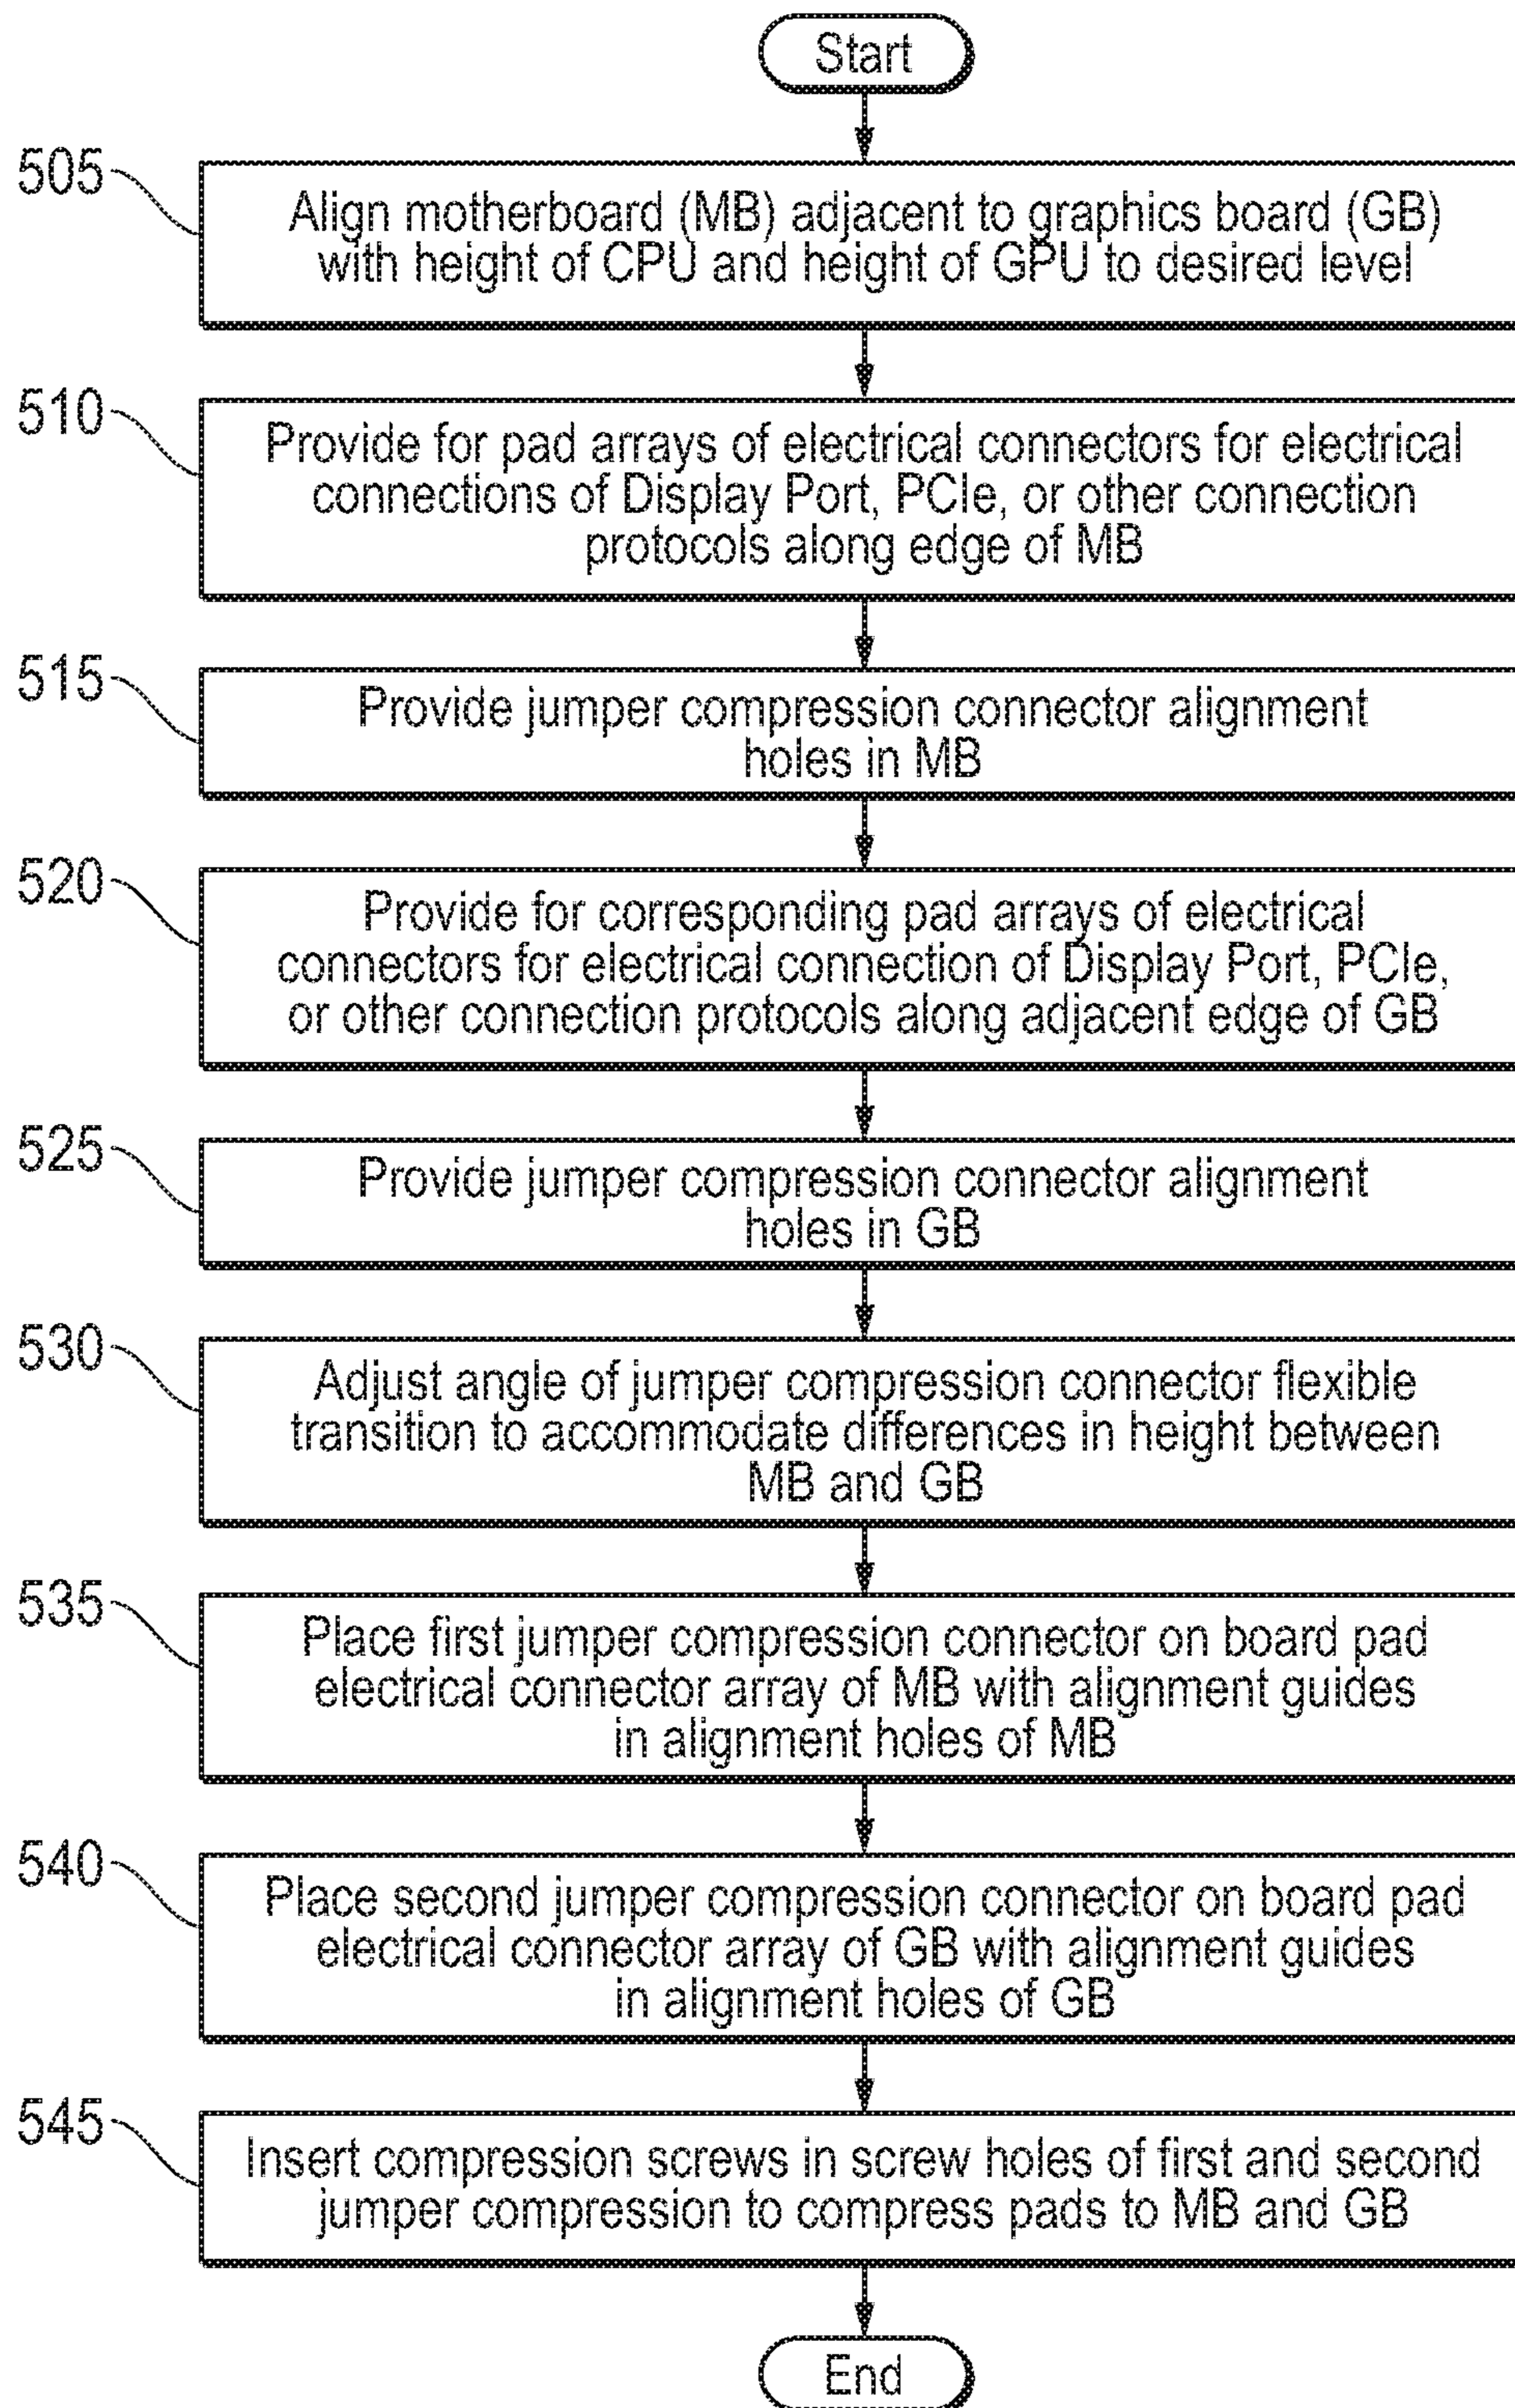 Start
505
Align motherboard (MB) adjacent to graphics board (GB)
with height of CPU and height of GPU to desired level
510
Provide for pad arrays of electrical connectors for electrical
connections of Display Port, PCIe, or other connection
protocols along edge of MB
515
Provide jumper compression connector alignment
holes in MB
520
Provide for corresponding pad arrays of electrical
connectors for electrical connection of Display Port, PCIe,
or other connection protocols along adjacent edge of GB
525
Provide jumper compression connector alignment
holes in GB
530
Adjust angle of jumper compression connector flexible
transition to accommodate differences in height between
MB and GB
535
Place first jumper compression connector on board pad
electrical connector array of MB with alignment guides
in alignment holes of MB
540
Place second jumper compression connector on board pad
electrical connector array of GB with alignment guides
in alignment holes of GB
545
Insert compression screws in screw holes of first and second
jumper compression to compress pads to MB and GB
End